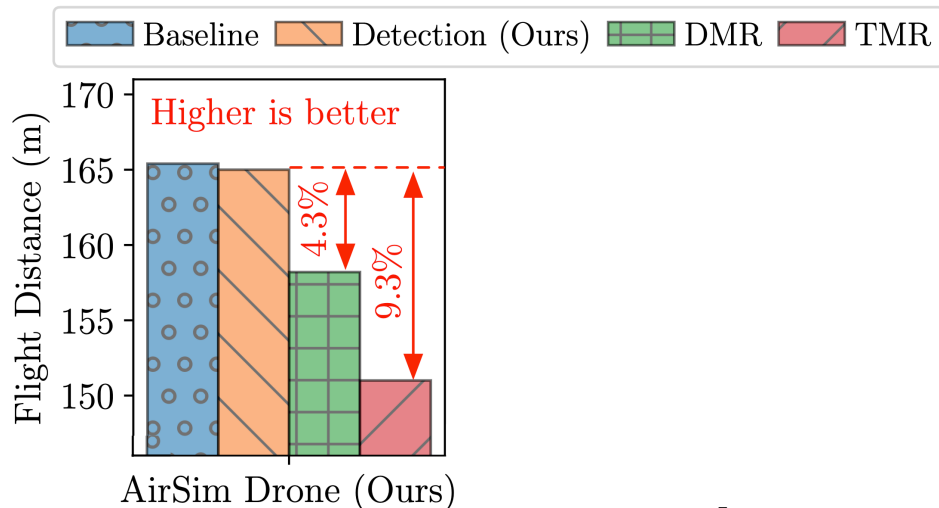 Baseline Detection (Ours) DMR TMR
Higher is better
Flight Distance (m)
170
165
160
155
150
4.3%
9.3%
AirSim Drone (Ours)